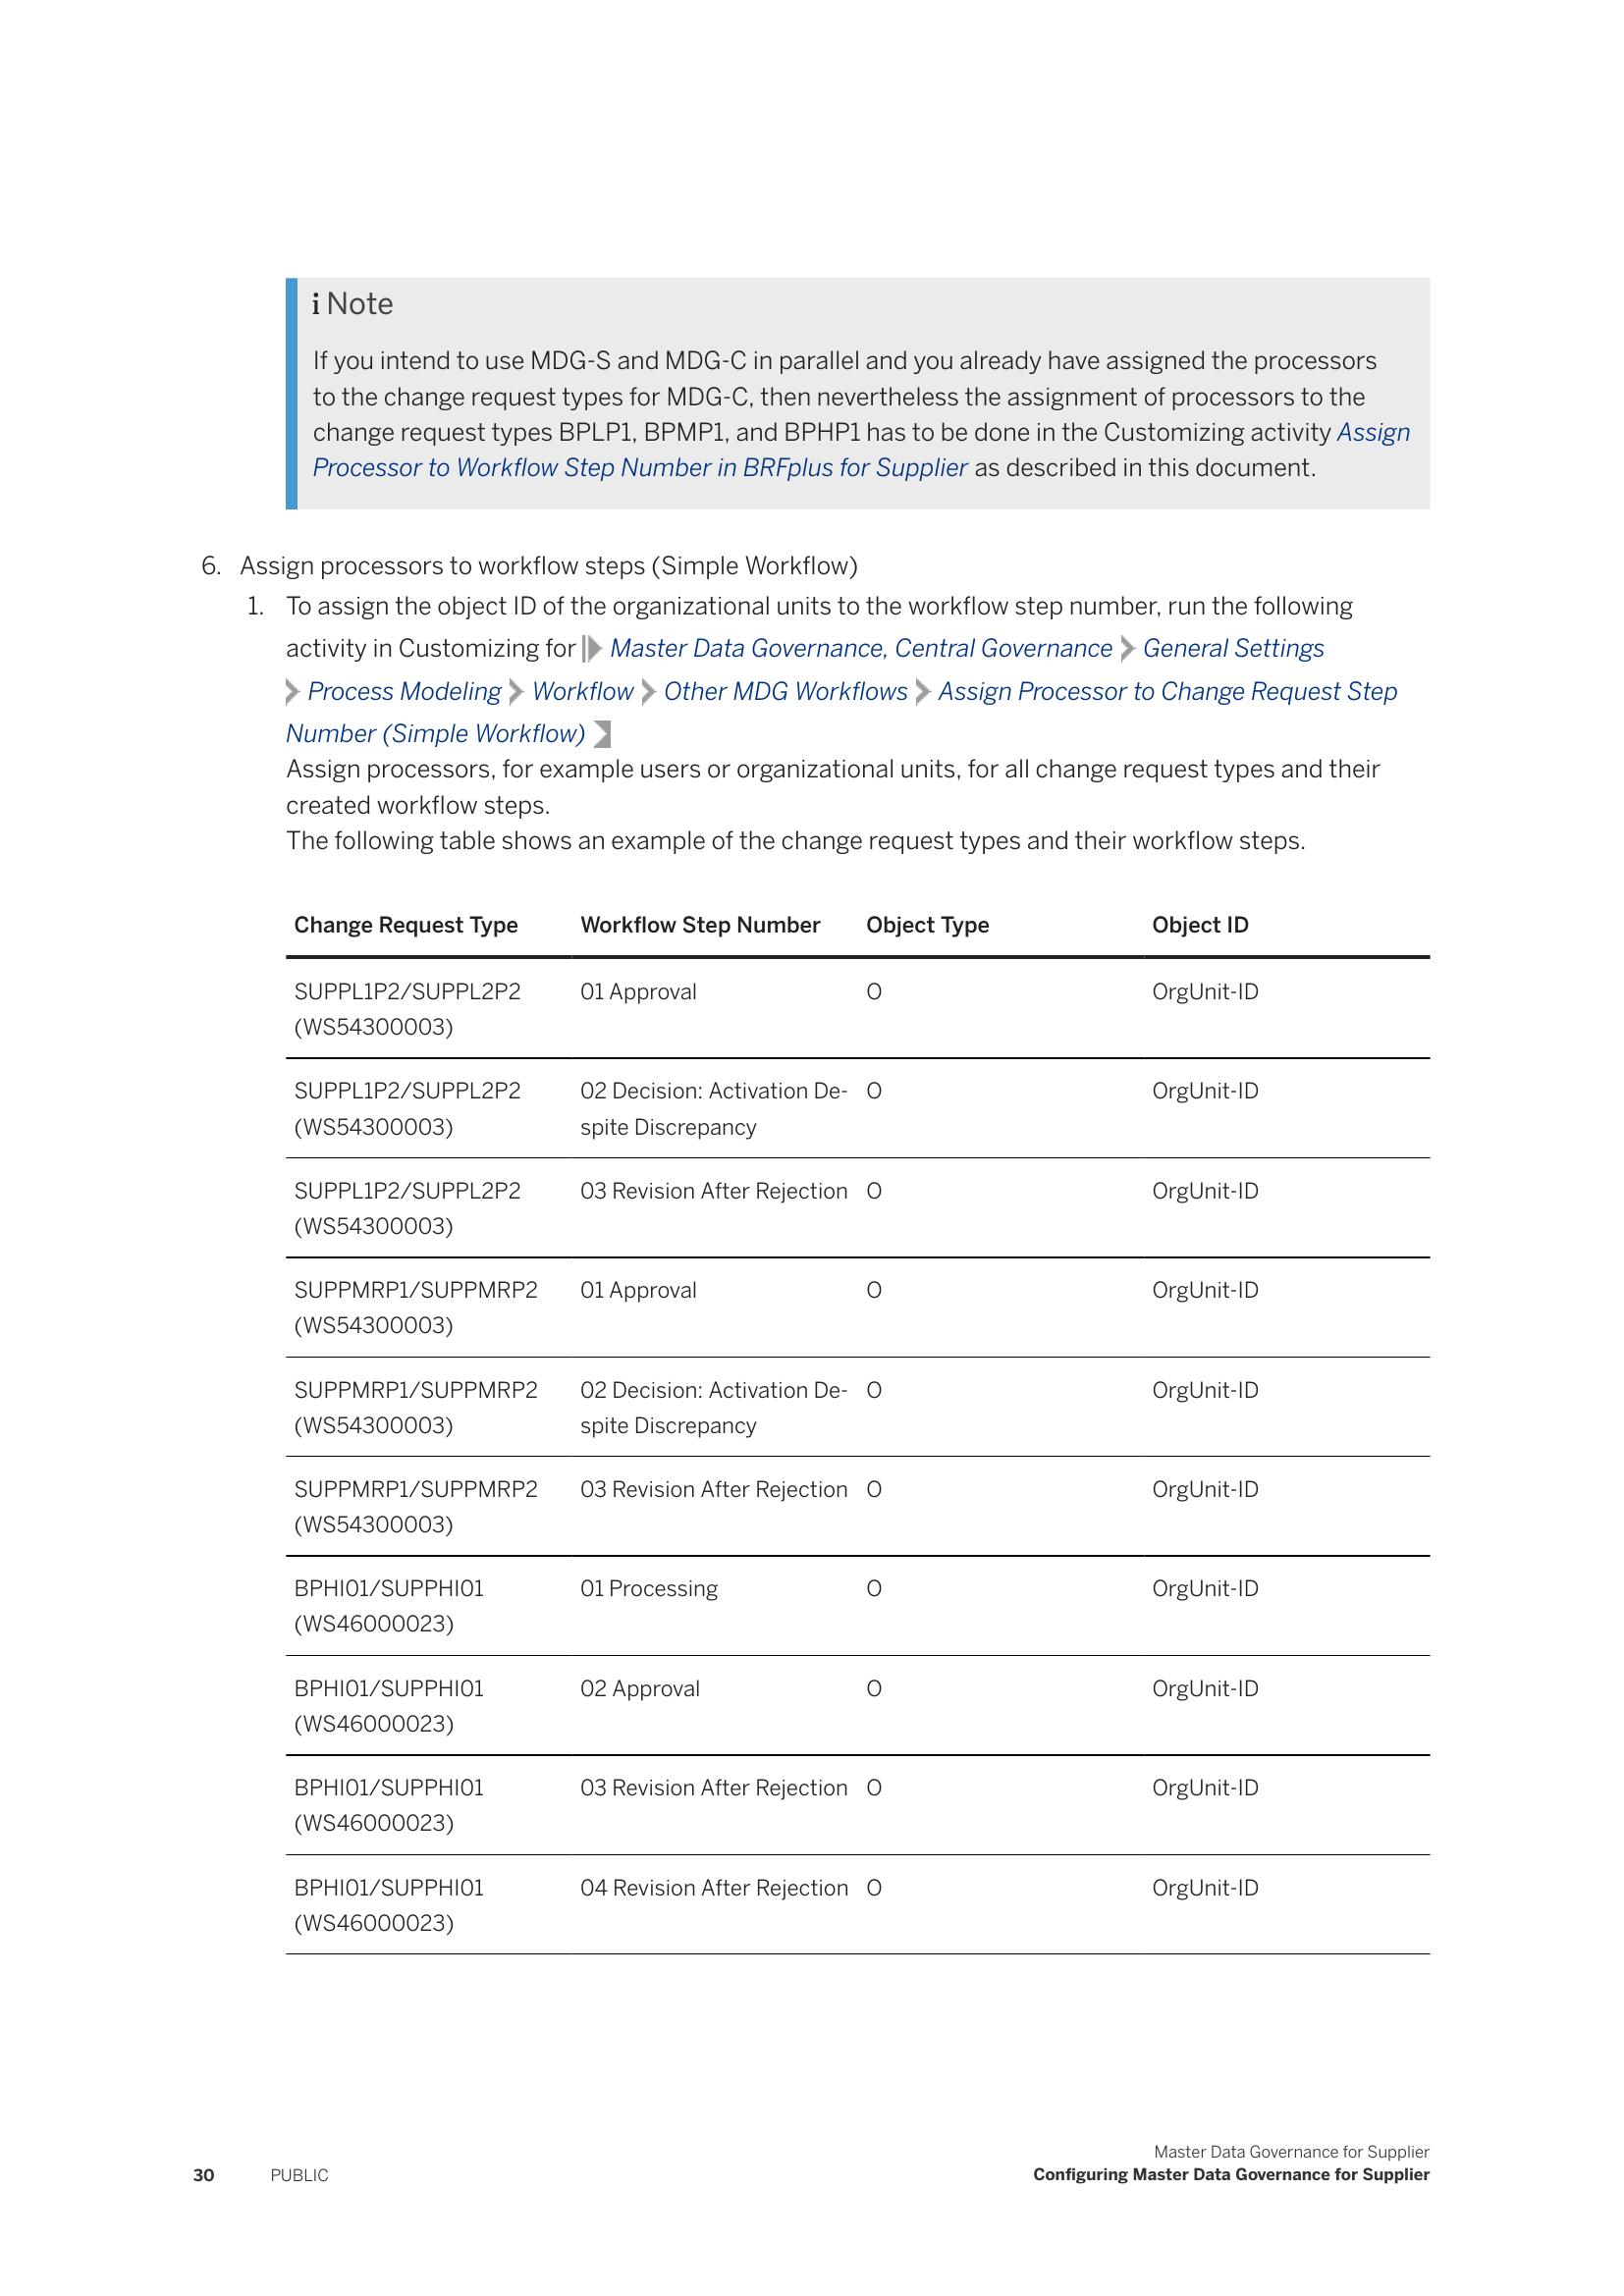 i Note
If you intend to use MDG-S and MDG-C in parallel and you already have assigned the processors
to the change request types for MDG-C, then nevertheless the assignment of processors to the
change request types BPLP1, BPMP1, and BPHP1 has to be done in the Customizing activity Assign
Processor to Workflow Step Number in BRFplus for Supplier as described in this document.
6. Assign processors to workflow steps (Simple Workflow)
1. To assign the object ID of the organizational units to the workflow step number, run the following
activity in Customizing for Master Data Governance, Central Governance General Settings
Process Modeling Workflow Other MDG Workflows Assign Processor to Change Request Step
Number (Simple Workflow)
Assign processors, for example users or organizational units, for all change request types and their
created workflow steps.
The following table shows an example of the change request types and their workflow steps.
Change Request Type Workflow Step Number Object Type Object ID
SUPPL1P2/SUPPL2P2 01 Approval O OrgUnit-ID
(WS54300003)
SUPPL1P2/SUPPL2P2 02 Decision: Activation De- O OrgUnit-ID
(WS54300003) spite Discrepancy
SUPPL1P2/SUPPL2P2 03 Revision After Rejection O OrgUnit-ID
(WS54300003)
SUPPMRP1/SUPPMRP2 01 Approval O OrgUnit-ID
(WS54300003)
SUPPMRP1/SUPPMRP2 02 Decision: Activation De- O OrgUnit-ID
(WS54300003) spite Discrepancy
SUPPMRP1/SUPPMRP2 03 Revision After Rejection O OrgUnit-ID
(WS54300003)
BPHI01/SUPPHI01 01 Processing O OrgUnit-ID
(WS46000023)
BPHI01/SUPPHI01 02 Approval O OrgUnit-ID
(WS46000023)
BPHI01/SUPPHI01 03 Revision After Rejection O OrgUnit-ID
(WS46000023)
BPHI01/SUPPHI01 04 Revision After Rejection O OrgUnit-ID
(WS46000023)
Master Data Governance for Supplier
30 PUBLIC Configuring Master Data Governance for Supplier